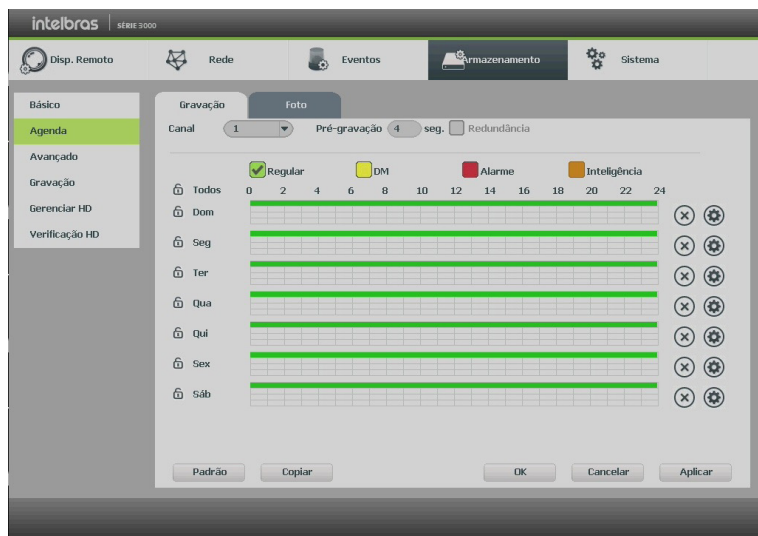 intelbras SÉRIE 3000
Disp. Remoto Rede Eventos Armazenamento Sistema
Básico
Agenda
Avançado
Gravação
Gerenciar HD
Verificação HD
Gravação Foto
Canal 1 Pré-gravação 4 seg. Redundância
Regular DM Alarme Inteligência
Todos 0 2 4 6 8 10 12 14 16 18 20 22 24
Dom
Seg
Ter
Qua
Qui
Sex
Sáb
Padrão Copiar OK Cancelar Aplicar